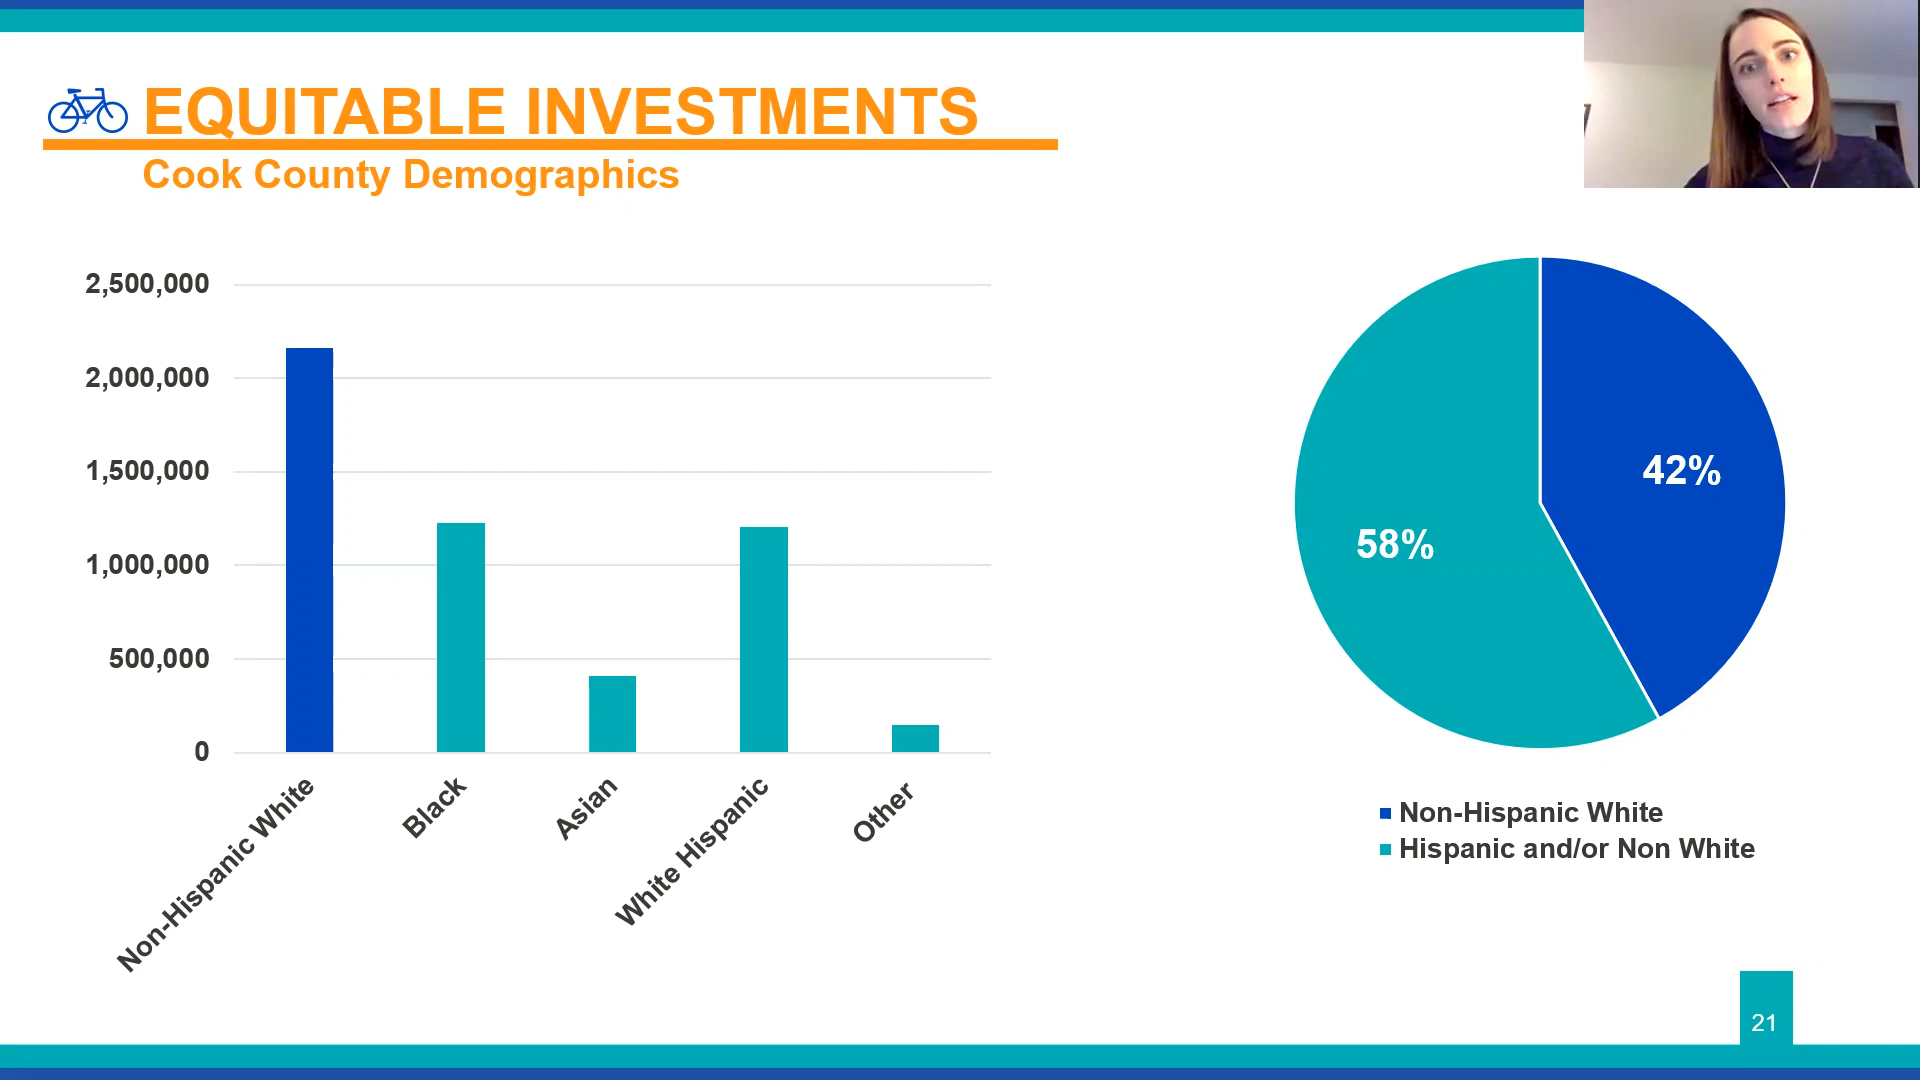 EQUITABLE INVESTMENTS
Cook County Demographics
2,500,000
2,000,000
1,500,000
1,000,000
500,000
0
Non-Hispanic White
Black
Asian
White Hispanic
Other
42%
58%
Non-Hispanic White
Hispanic and/or Non White
21